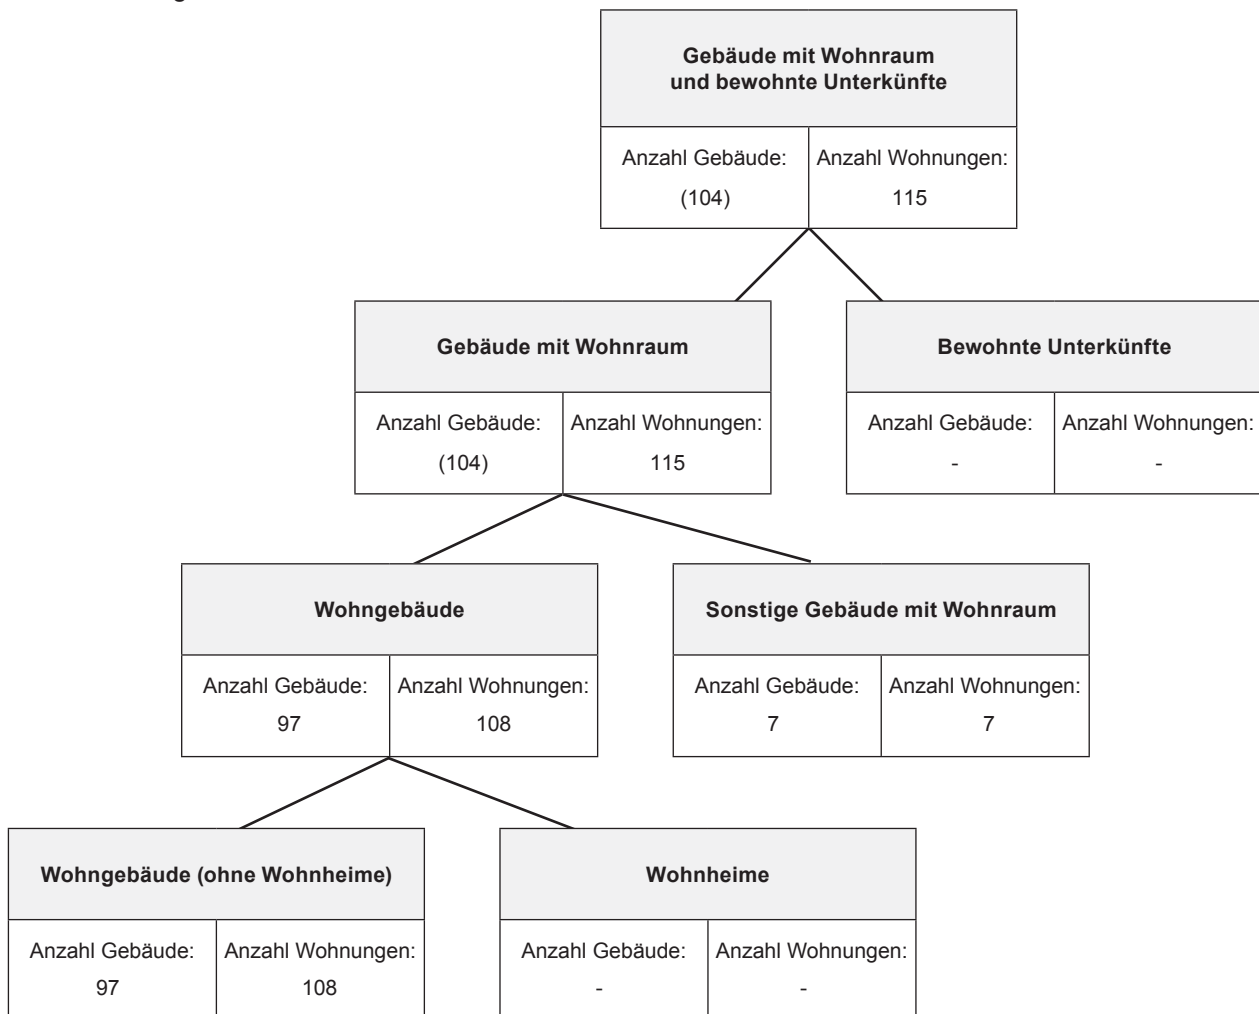 Gebäude mit Wohnraum
und bewohnte Unterkünfte
Anzahl Gebäude: Anzahl Wohnungen:
(104) 115
Gebäude mit Wohnraum Bewohnte Unterkünfte
Anzahl Gebäude: Anzahl Wohnungen: Anzahl Gebäude: Anzahl Wohnungen:
(104) 115 - -
Wohngebäude Sonstige Gebäude mit Wohnraum
Anzahl Gebäude: Anzahl Wohnungen: Anzahl Gebäude: Anzahl Wohnungen:
97 108 7 7
Wohngebäude (ohne Wohnheime) Wohnheime
Anzahl Gebäude: Anzahl Wohnungen: Anzahl Gebäude: Anzahl Wohnungen:
97 108 - -